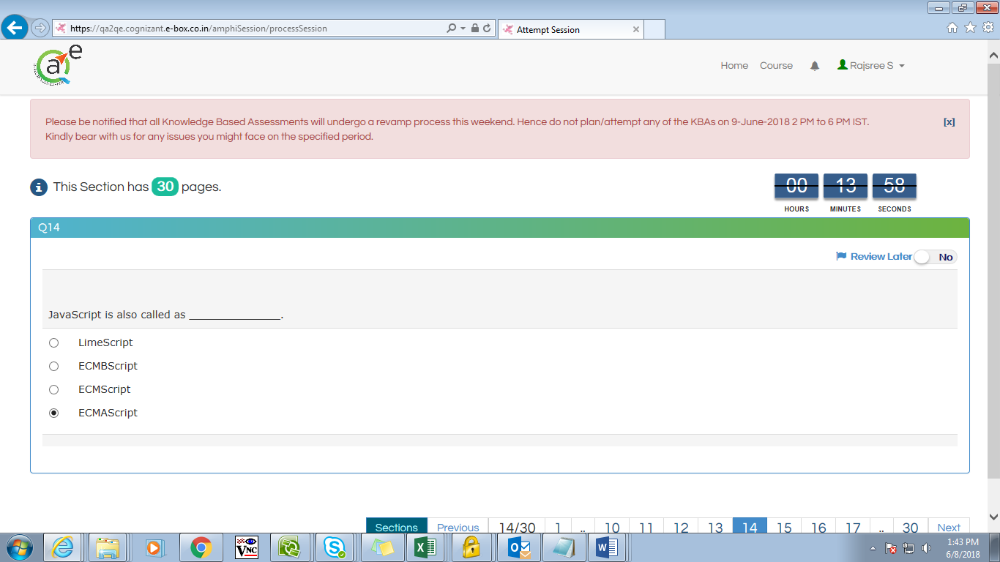 https://qa2qe.cognizant.e-box.co.in/amphiSession/processSession
Attempt Session
a e
Home Course Rajsree S
Please be notified that all Knowledge Based Assessments will undergo a revamp process this weekend. Hence do not plan/attempt any of the KBAs on 9-June-2018 2 PM to 6 PM IST.
[x]
Kindly bear with us for any issues you might face on the specified period.
This Section has 30 pages.
00 13 58
HOURS MINUTES SECONDS
Q14
Review Later No
JavaScript is also called as _______________.
LimeScript
ECMBScript
ECMScript
ECMAScript
Sections Previous 14/30 1 .. 10 11 12 13 14 15 16 17 .. 30 Next
VNC
1:43 PM
6/8/2018